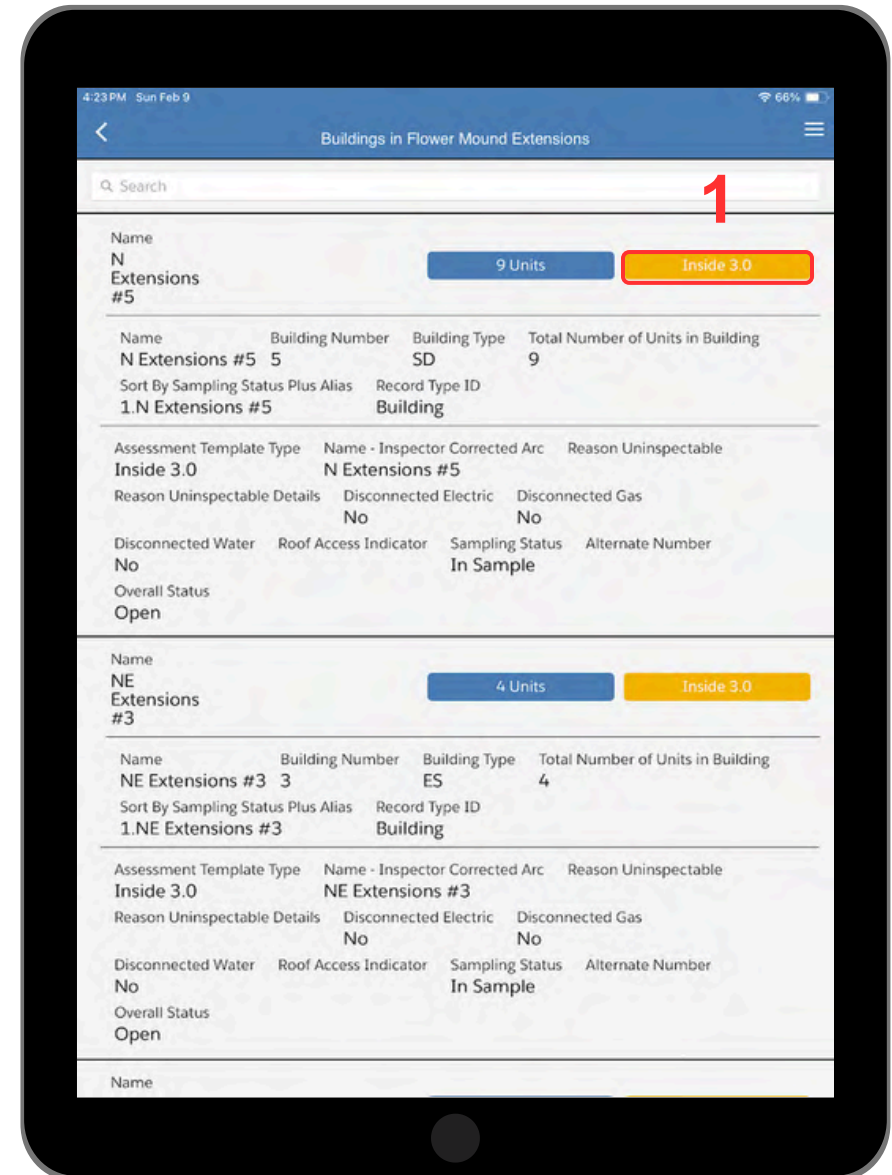 4:23 PM Sun Feb 9 66%
Buildings in Flower Mound Extensions
Search
1
Name
N
Extensions
#5
9 Units Inside 3.0
Name Building Number Building Type Total Number of Units in Building
N Extensions #5 5 SD 9
Sort By Sampling Status Plus Alias Record Type ID
1.N Extensions #5 Building
Assessment Template Type Name - Inspector Corrected Arc Reason Uninspectable
Inside 3.0 N Extensions #5
Reason Uninspectable Details Disconnected Electric Disconnected Gas
No No
Disconnected Water Roof Access Indicator Sampling Status Alternate Number
No In Sample
Overall Status
Open
Name
NE
Extensions
#3
4 Units Inside 3.0
Name Building Number Building Type Total Number of Units in Building
NE Extensions #3 3 ES 4
Sort By Sampling Status Plus Alias Record Type ID
1.NE Extensions #3 Building
Assessment Template Type Name - Inspector Corrected Arc Reason Uninspectable
Inside 3.0 NE Extensions #3
Reason Uninspectable Details Disconnected Electric Disconnected Gas
No No
Disconnected Water Roof Access Indicator Sampling Status Alternate Number
No In Sample
Overall Status
Open
Name